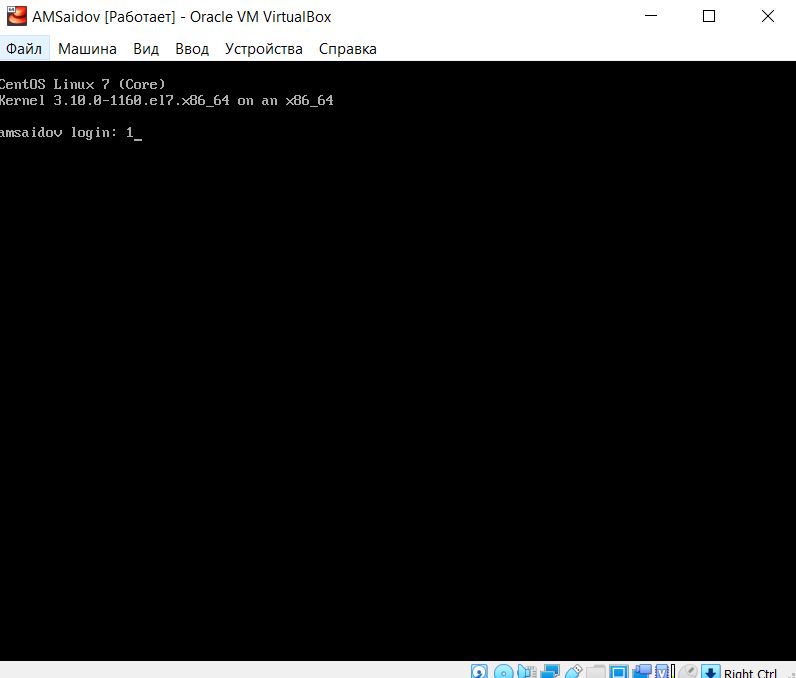 AMSaidov [Работает] - Oracle VM VirtualBox
Файл Машина Вид Ввод Устройства Справка
CentOS Linux 7 (Core)
Kernel 3.10.0-1160.el7.x86_64 on an x86_64
amsaidov login: 1_
Right Ctrl